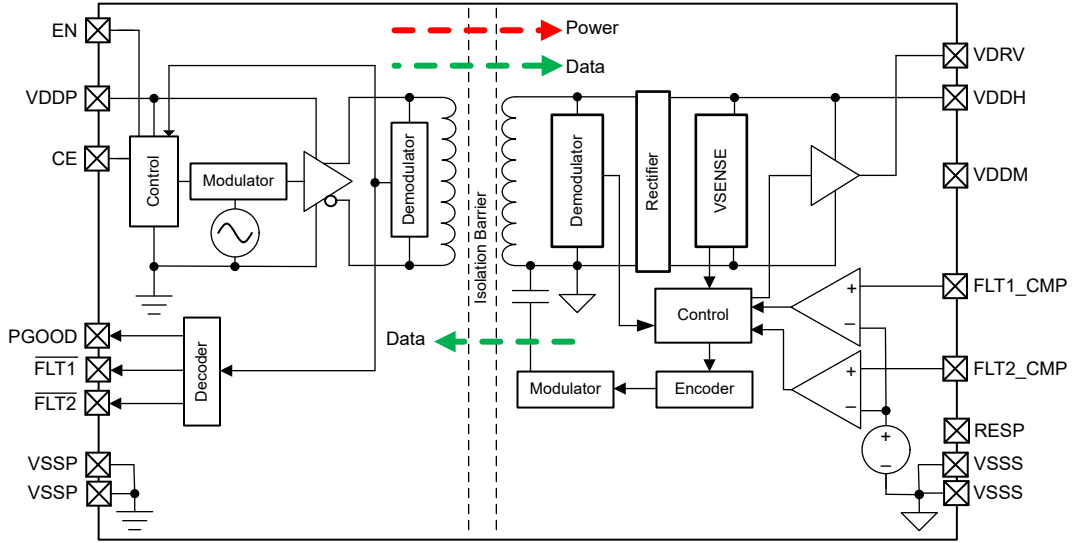 EN
VDDP
CE
PGOOD
FLT1
FLT2
VSSP
VSSP
Control
Modulator
Demodulator
Decoder
Power
Data
Isolation Barrier
Data
Demodulator
Rectifier
VSENSE
Control
Modulator
Encoder
+
−
+
−
+
−
VDRV
VDDH
VDDM
FLT1_CMP
FLT2_CMP
RESP
VSSS
VSSS